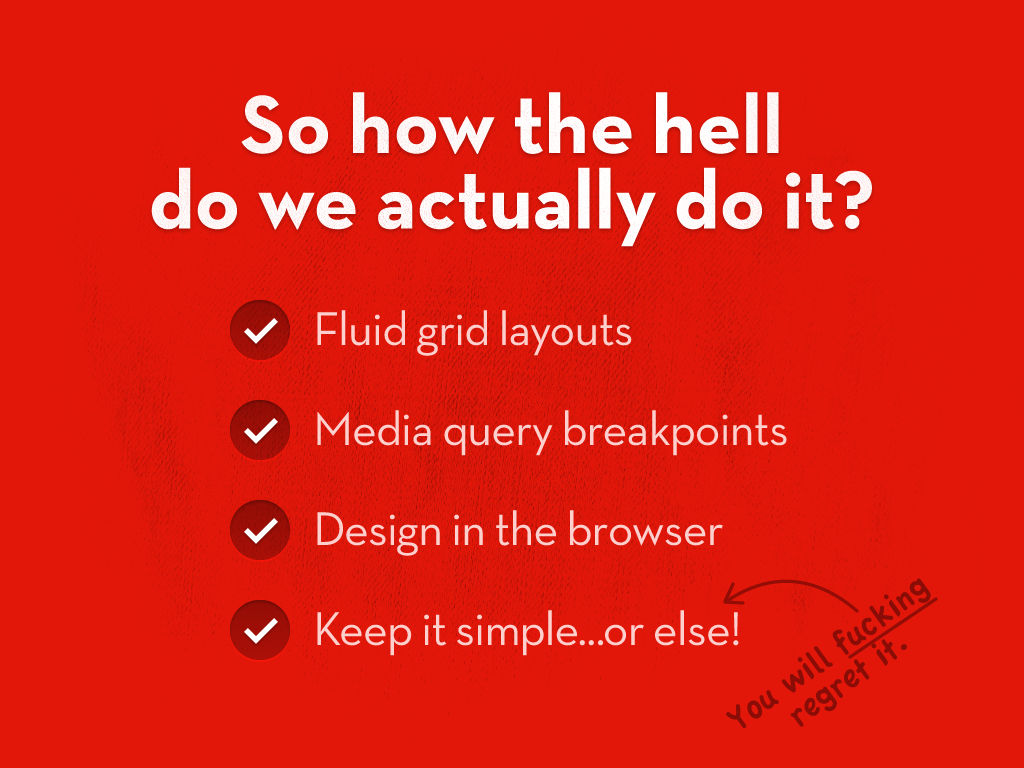 So how the hell
do we actually do it?
Fluid grid layouts
Media query breakpoints
Design in the browser
Keep it simple...or else!
You will fucking
regret it.